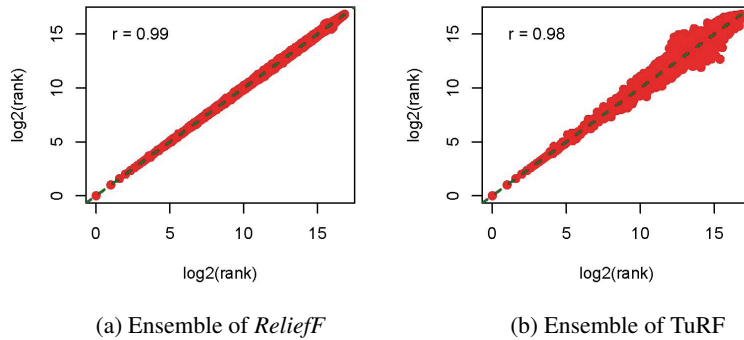 15
10
5
0
log2(rank)
r = 0.99
0 5 10 15
log2(rank)
(a) Ensemble of ReliefF
15
10
5
0
log2(rank)
r = 0.98
0 5 10 15
log2(rank)
(b) Ensemble of TuRF